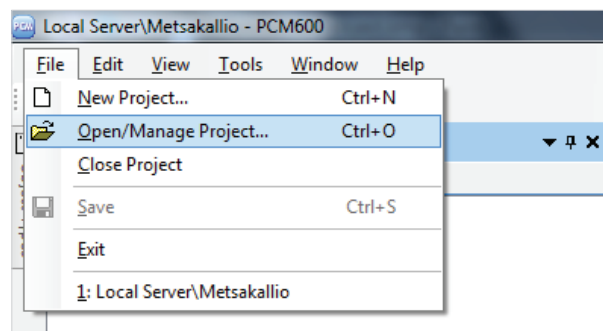 PCM Local Server\Metsakallio - PCM600
File Edit View Tools Window Help
New Project... Ctrl+N
Open/Manage Project... Ctrl+O
Close Project
Save Ctrl+S
Exit
1: Local Server\Metsakallio